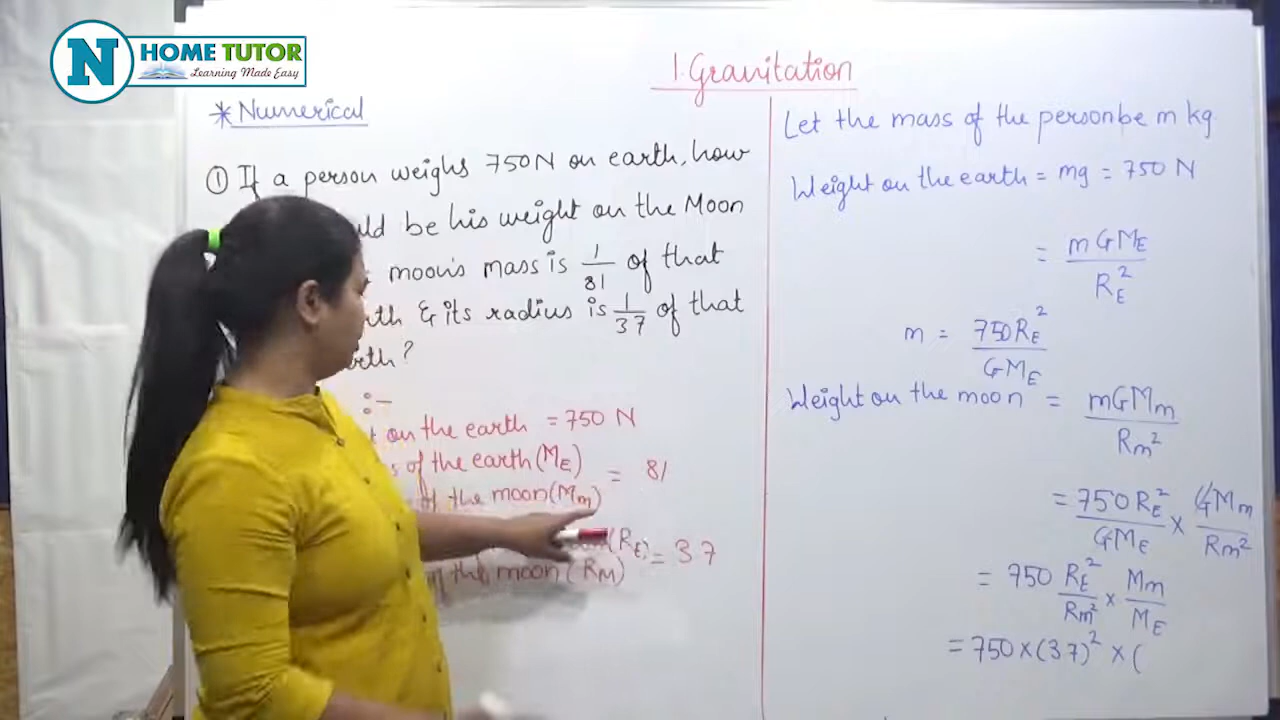 N HOME TUTOR
Learning Made Easy
1. Gravitation
* Numerical
① If a person weighs 750N on earth, how
be his weight on the Moon
moon's mass is 1/81 of that
& its radius is 1/37 of that
?
:-
on the earth = 750 N
of the earth (ME)
= 81
of the moon (Mm)
(RE)
= 37
the moon (RM)
Let the mass of the person be m kg
Weight on the earth = mg = 750 N
= mGME / RE²
m = 750RE² / GME
Weight on the moon = mGMm / Rm²
= 750RE² / GME × GMm / Rm²
= 750 RE² / Rm² × Mm / ME
= 750×(37)² × (